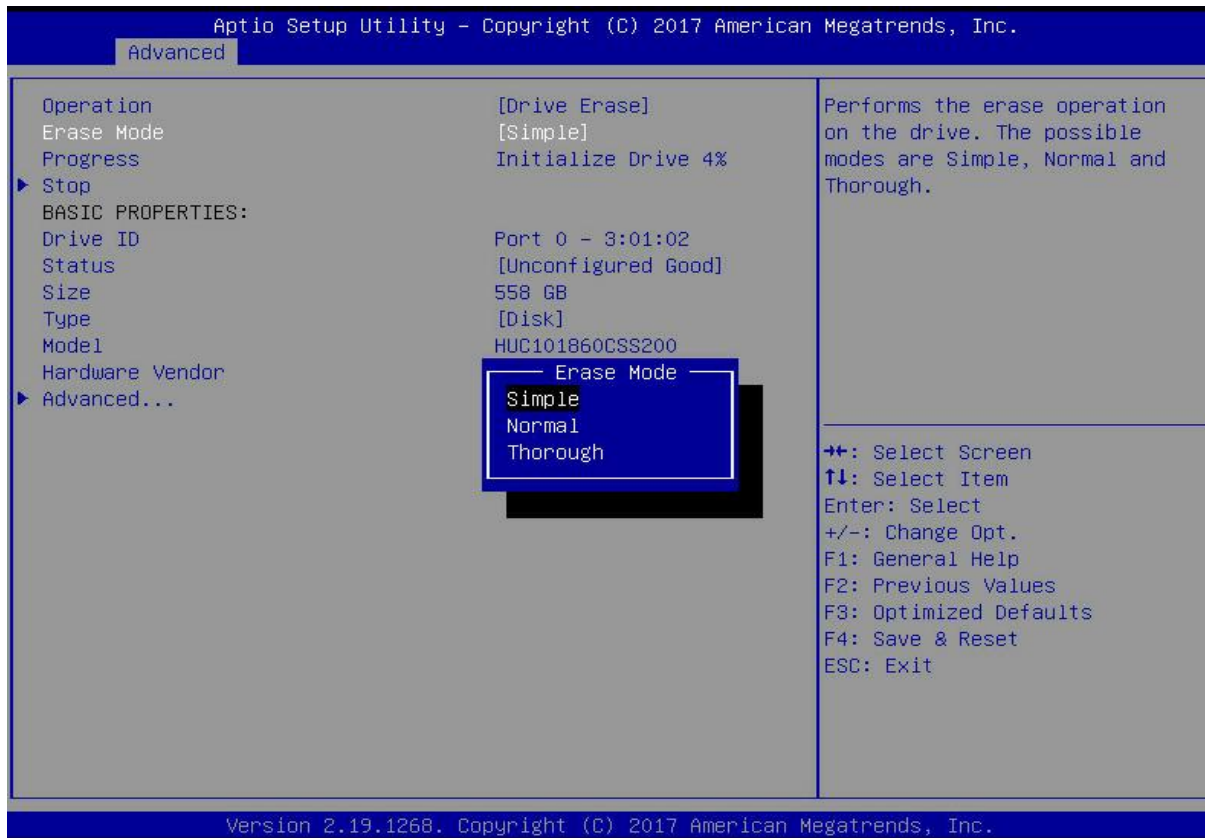 Aptio Setup Utility – Copyright (C) 2017 American Megatrends, Inc.
Advanced
Operation [Drive Erase]
Erase Mode [Simple]
Progress Initialize Drive 4%
▶ Stop
BASIC PROPERTIES:
Drive ID Port 0 – 3:01:02
Status [Unconfigured Good]
Size 558 GB
Type [Disk]
Model HUC101860CSS200
Hardware Vendor
▶ Advanced...
Erase Mode
Simple
Normal
Thorough
Performs the erase operation
on the drive. The possible
modes are Simple, Normal and
Thorough.
→←: Select Screen
↑↓: Select Item
Enter: Select
+/-: Change Opt.
F1: General Help
F2: Previous Values
F3: Optimized Defaults
F4: Save & Reset
ESC: Exit
Version 2.19.1268. Copyright (C) 2017 American Megatrends, Inc.